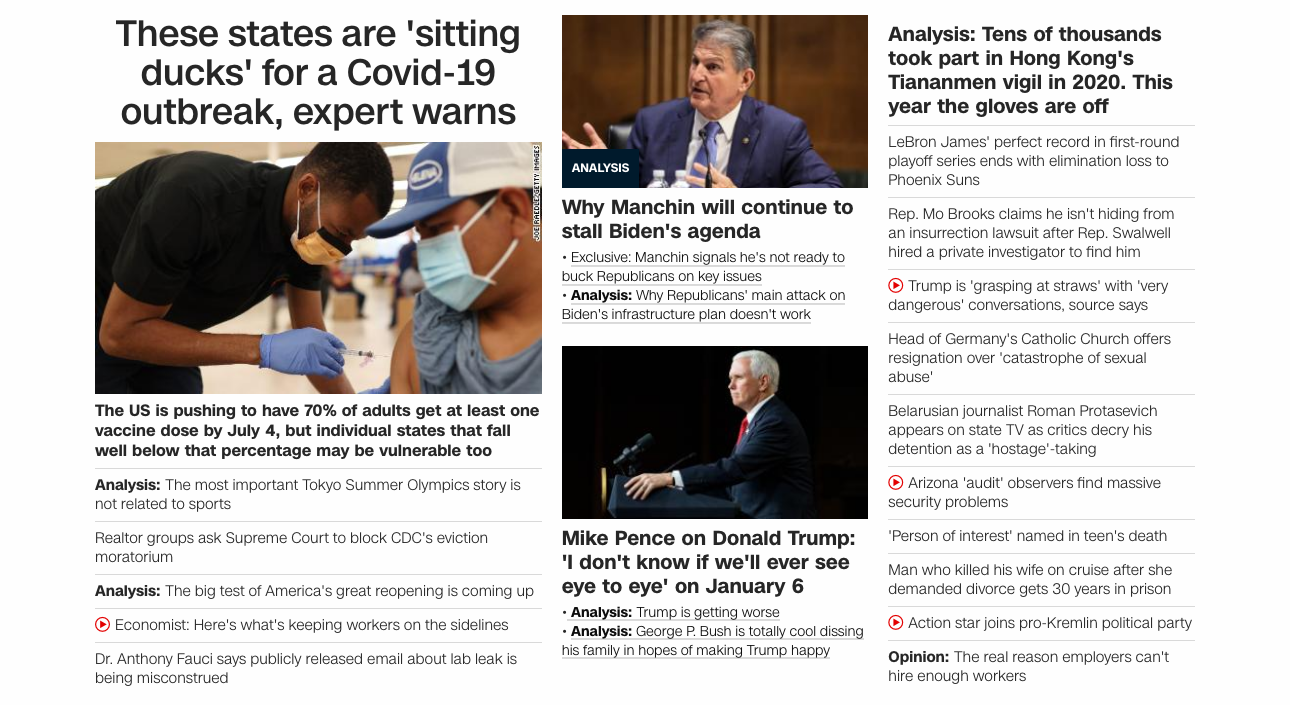 These states are 'sitting
ducks' for a Covid-19
outbreak, expert warns
JOE RAEDLE/GETTY IMAGES
The US is pushing to have 70% of adults get at least one
vaccine dose by July 4, but individual states that fall
well below that percentage may be vulnerable too
Analysis: The most important Tokyo Summer Olympics story is
not related to sports
Realtor groups ask Supreme Court to block CDC's eviction
moratorium
Analysis: The big test of America's great reopening is coming up
Economist: Here's what's keeping workers on the sidelines
Dr. Anthony Fauci says publicly released email about lab leak is
being misconstrued
ANALYSIS
Why Manchin will continue to
stall Biden's agenda
• Exclusive: Manchin signals he's not ready to
buck Republicans on key issues
• Analysis: Why Republicans' main attack on
Biden's infrastructure plan doesn't work
Mike Pence on Donald Trump:
'I don't know if we'll ever see
eye to eye' on January 6
• Analysis: Trump is getting worse
• Analysis: George P. Bush is totally cool dissing
his family in hopes of making Trump happy
Analysis: Tens of thousands
took part in Hong Kong's
Tiananmen vigil in 2020. This
year the gloves are off
LeBron James' perfect record in first-round
playoff series ends with elimination loss to
Phoenix Suns
Rep. Mo Brooks claims he isn't hiding from
an insurrection lawsuit after Rep. Swalwell
hired a private investigator to find him
Trump is 'grasping at straws' with 'very
dangerous' conversations, source says
Head of Germany's Catholic Church offers
resignation over 'catastrophe of sexual
abuse'
Belarusian journalist Roman Protasevich
appears on state TV as critics decry his
detention as a 'hostage'-taking
Arizona 'audit' observers find massive
security problems
'Person of interest' named in teen's death
Man who killed his wife on cruise after she
demanded divorce gets 30 years in prison
Action star joins pro-Kremlin political party
Opinion: The real reason employers can't
hire enough workers